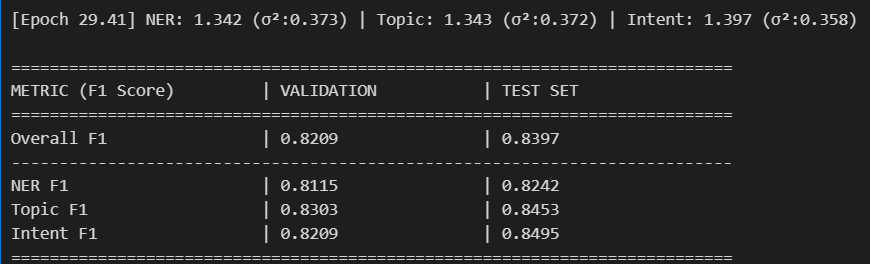 [Epoch 29.41] NER: 1.342 (σ²:0.373) | Topic: 1.343 (σ²:0.372) | Intent: 1.397 (σ²:0.358)
===========================================================================
METRIC (F1 Score)         | VALIDATION           | TEST SET
===========================================================================
Overall F1                | 0.8209               | 0.8397
---------------------------------------------------------------------------
NER F1                    | 0.8115               | 0.8242
Topic F1                  | 0.8303               | 0.8453
Intent F1                 | 0.8209               | 0.8495
===========================================================================